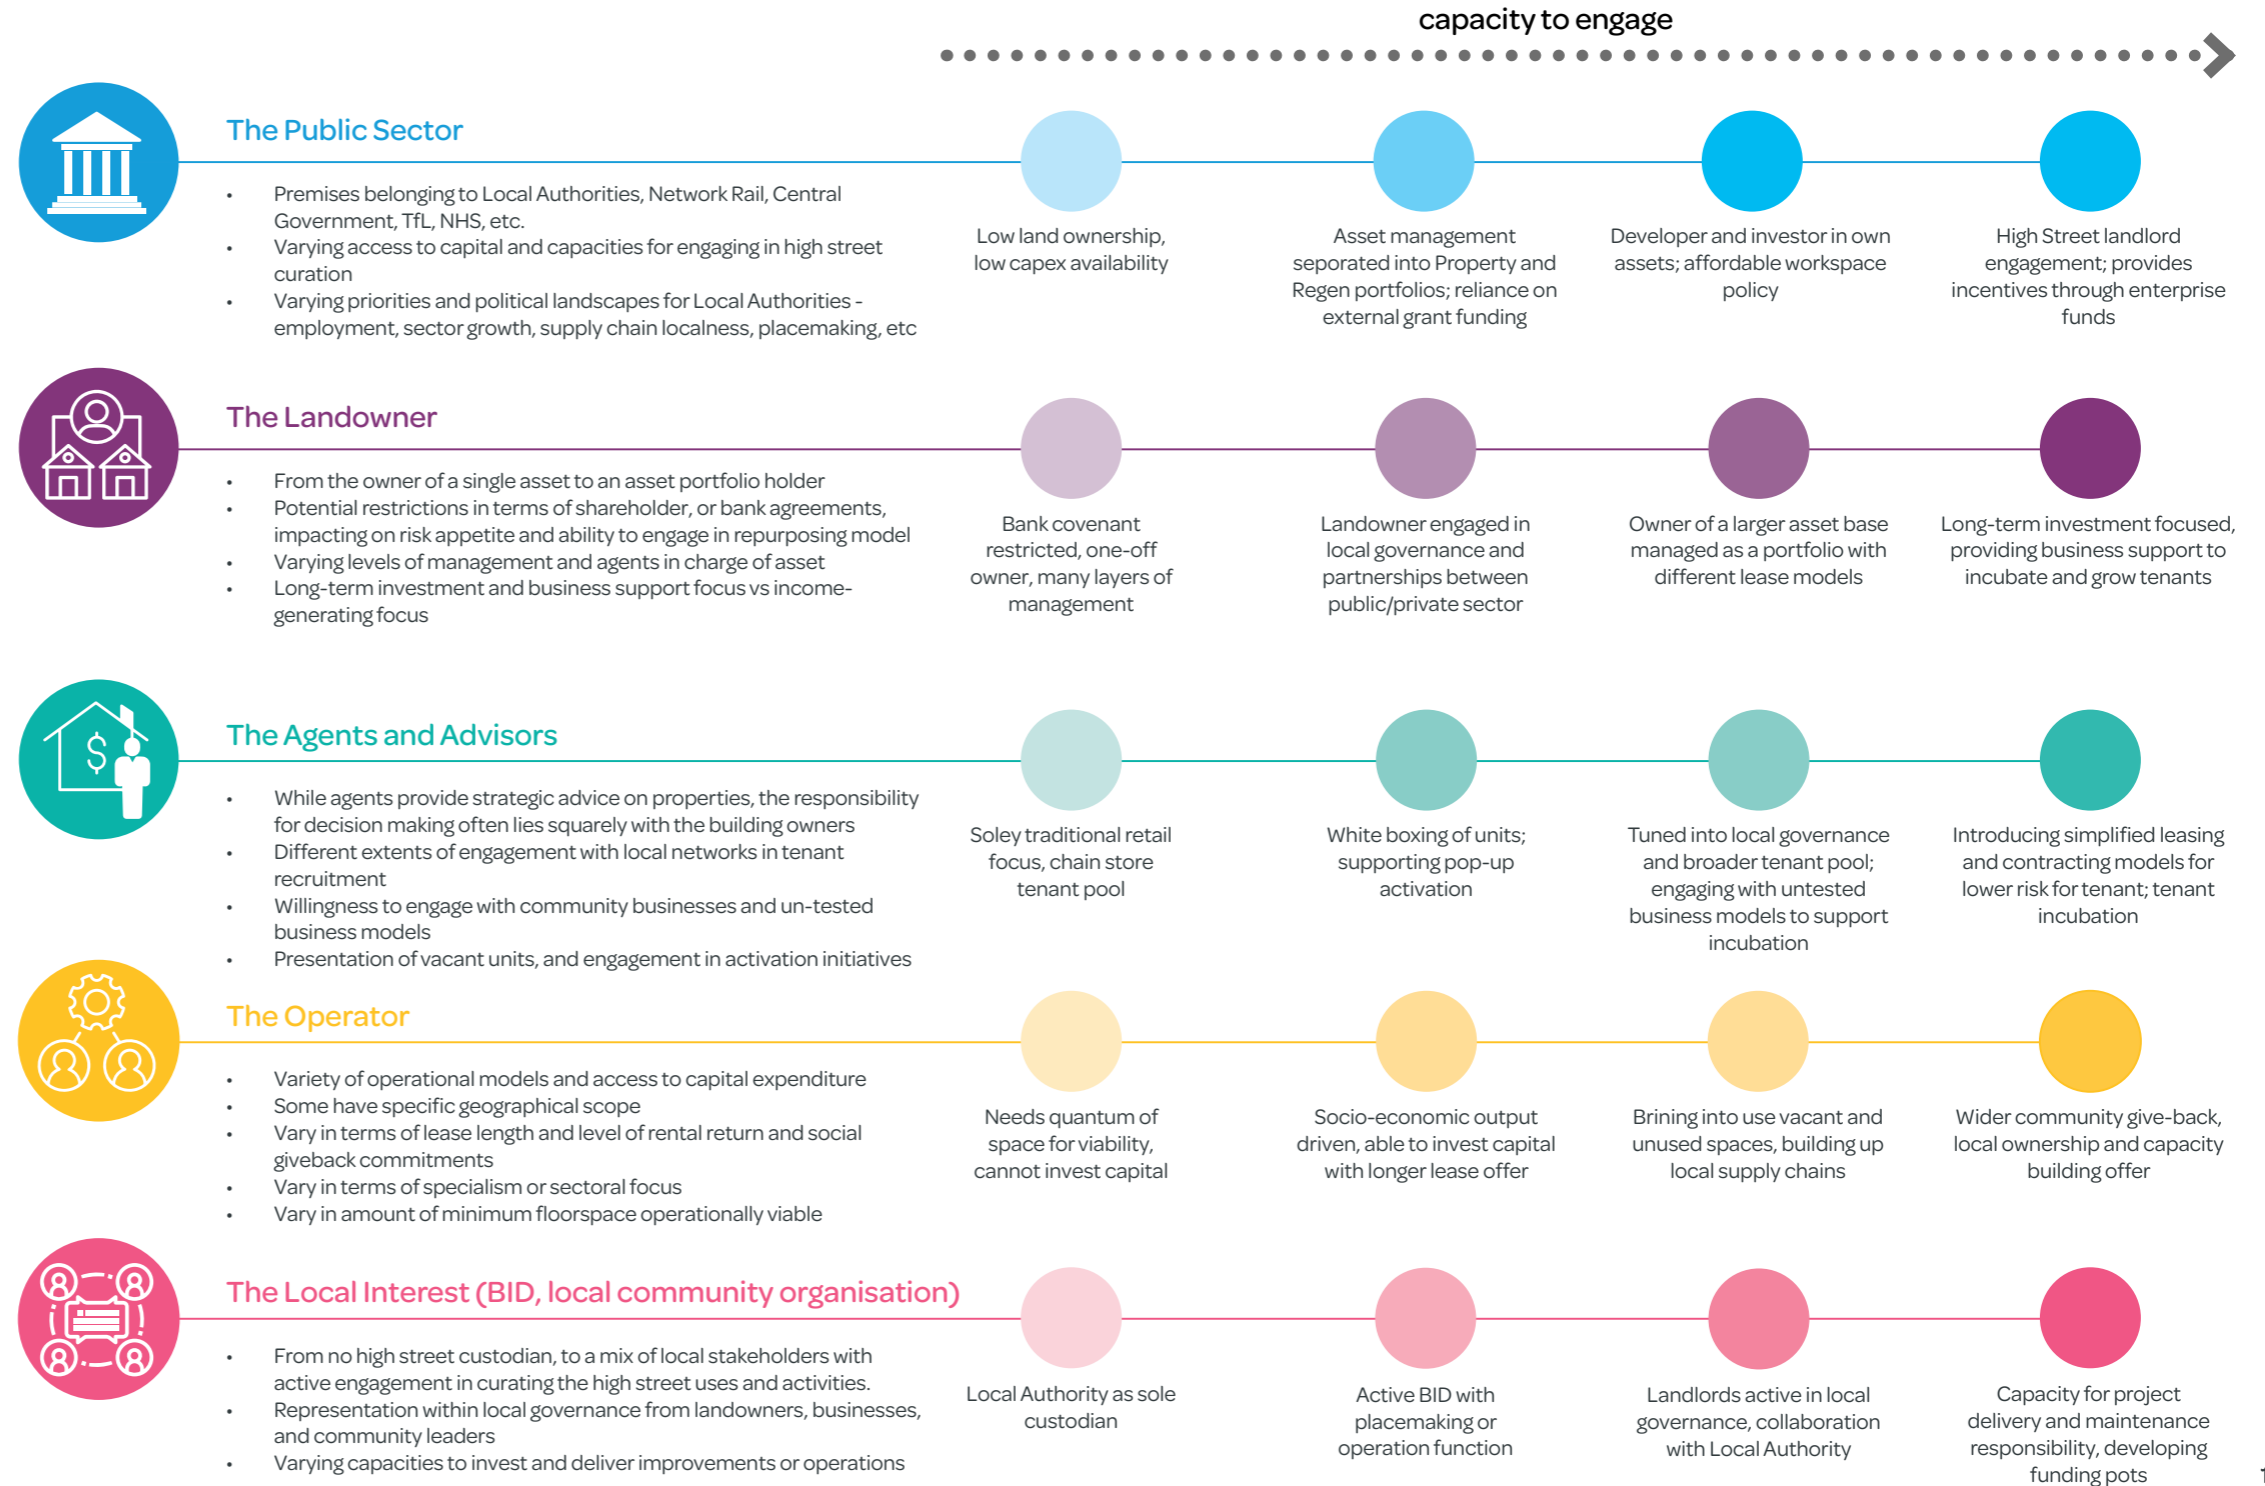 capacity to engage
The Public Sector
• Premises belonging to Local Authorities, Network Rail, Central
Government, TfL, NHS, etc.
• Varying access to capital and capacities for engaging in high street
curation
• Varying priorities and political landscapes for Local Authorities -
employment, sector growth, supply chain localness, placemaking, etc
Low land ownership,
low capex availability
Asset management
seporated into Property and
Regen portfolios; reliance on
external grant funding
Developer and investor in own
assets; affordable workspace
policy
High Street landlord
engagement; provides
incentives through enterprise
funds
The Landowner
• From the owner of a single asset to an asset portfolio holder
• Potential restrictions in terms of shareholder, or bank agreements,
impacting on risk appetite and ability to engage in repurposing model
• Varying levels of management and agents in charge of asset
• Long-term investment and business support focus vs income-
generating focus
Bank covenant
restricted, one-off
owner, many layers of
management
Landowner engaged in
local governance and
partnerships between
public/private sector
Owner of a larger asset base
managed as a portfolio with
different lease models
Long-term investment focused,
providing business support to
incubate and grow tenants
The Agents and Advisors
$
• While agents provide strategic advice on properties, the responsibility
for decision making often lies squarely with the building owners
• Different extents of engagement with local networks in tenant
recruitment
• Willingness to engage with community businesses and un-tested
business models
• Presentation of vacant units, and engagement in activation initiatives
Soley traditional retail
focus, chain store
tenant pool
White boxing of units;
supporting pop-up
activation
Tuned into local governance
and broader tenant pool;
engaging with untested
business models to support
incubation
Introducing simplified leasing
and contracting models for
lower risk for tenant; tenant
incubation
The Operator
• Variety of operational models and access to capital expenditure
• Some have specific geographical scope
• Vary in terms of lease length and level of rental return and social
giveback commitments
• Vary in terms of specialism or sectoral focus
• Vary in amount of minimum floorspace operationally viable
Needs quantum of
space for viability,
cannot invest capital
Socio-economic output
driven, able to invest capital
with longer lease offer
Brining into use vacant and
unused spaces, building up
local supply chains
Wider community give-back,
local ownership and capacity
building offer
The Local Interest (BID, local community organisation)
• From no high street custodian, to a mix of local stakeholders with
active engagement in curating the high street uses and activities.
• Representation within local governance from landowners, businesses,
and community leaders
• Varying capacities to invest and deliver improvements or operations
Local Authority as sole
custodian
Active BID with
placemaking or
operation function
Landlords active in local
governance, collaboration
with Local Authority
Capacity for project
delivery and maintenance
responsibility, developing
funding pots